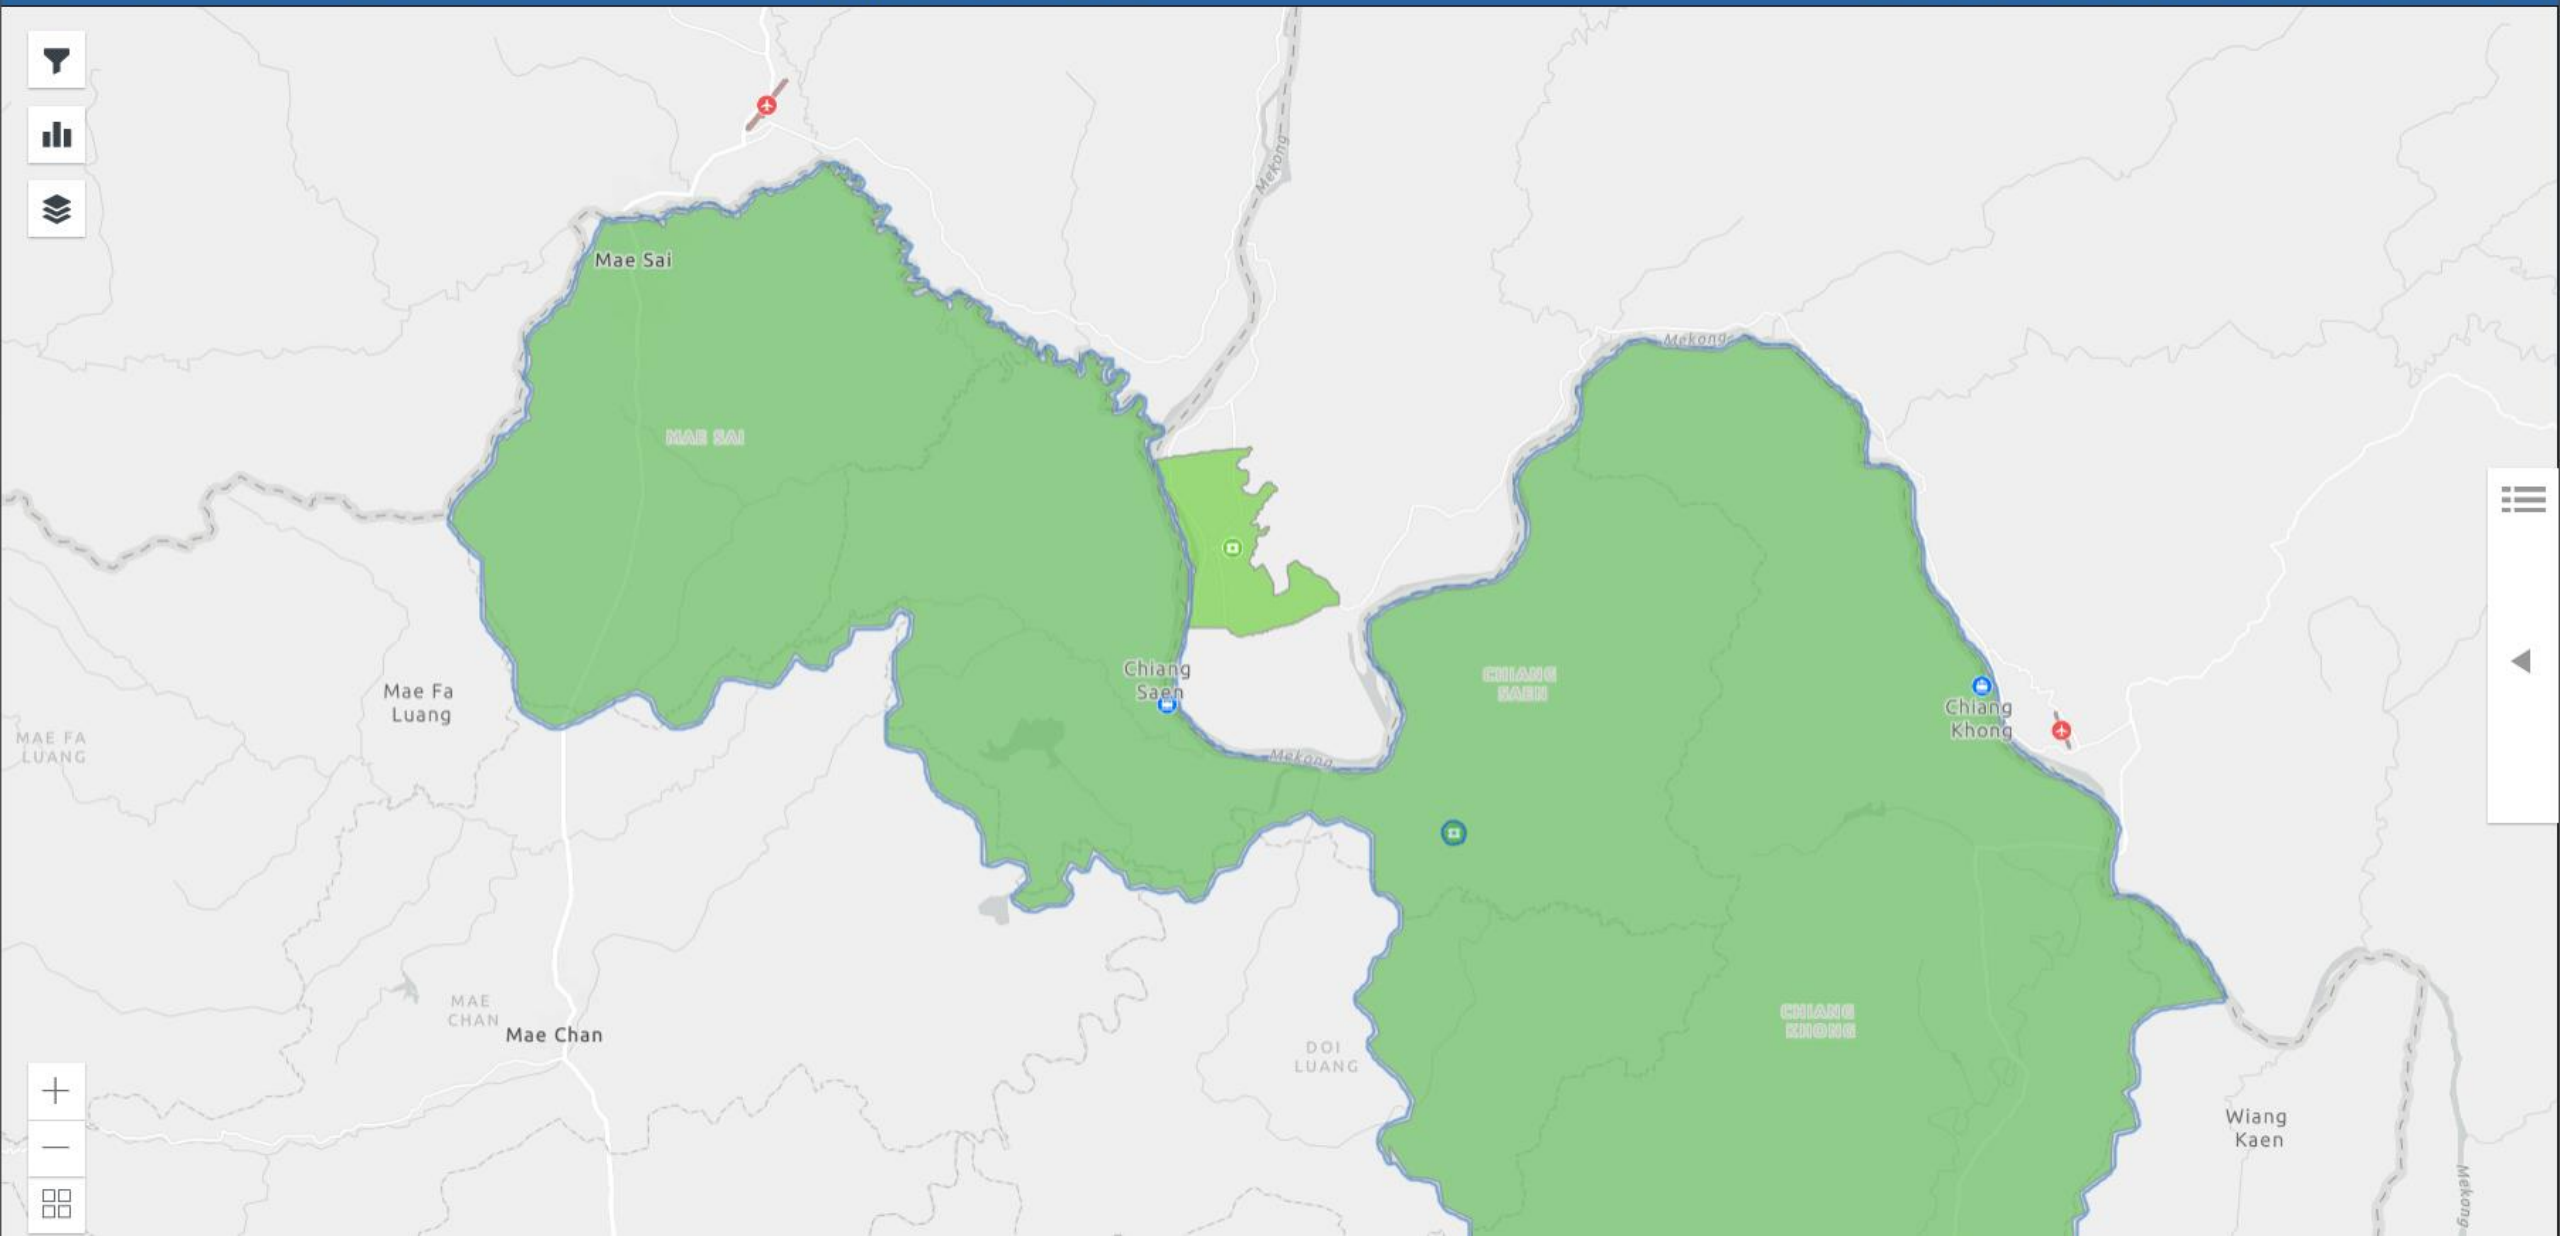 Mekong
Mae Sai
Mekong
MAE SAI
Chiang
Saen
CHIANG
SAEN
Mae Fa
Luang
Chiang
Khong
MAE FA
LUANG
Mekong
MAE
CHAN
Mae Chan
CHIANG
KHONG
DOI
LUANG
Wiang
Kaen
Mekong